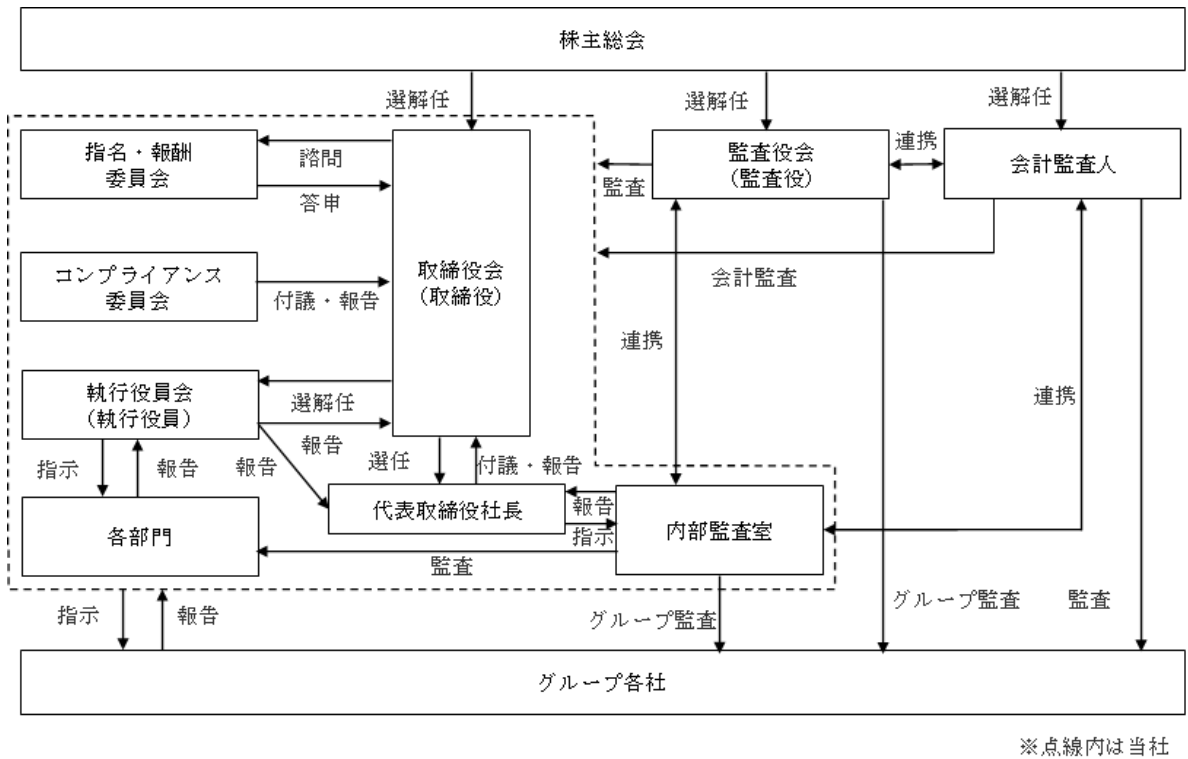 株主総会
選解任
選解任
選解任
指名・報酬
委員会
諮問
答申
監査役会
(監査役)
連携
会計監査人
監査
取締役会
(取締役)
コンプライアンス
委員会
付議・報告
会計監査
連携
連携
執行役員会
(執行役員)
選解任
報告
指示
報告
報告
選任
付議・報告
代表取締役社長
報告
指示
各部門
内部監査室
監査
指示
報告
グループ監査
グループ監査
監査
グループ各社
※点線内は当社